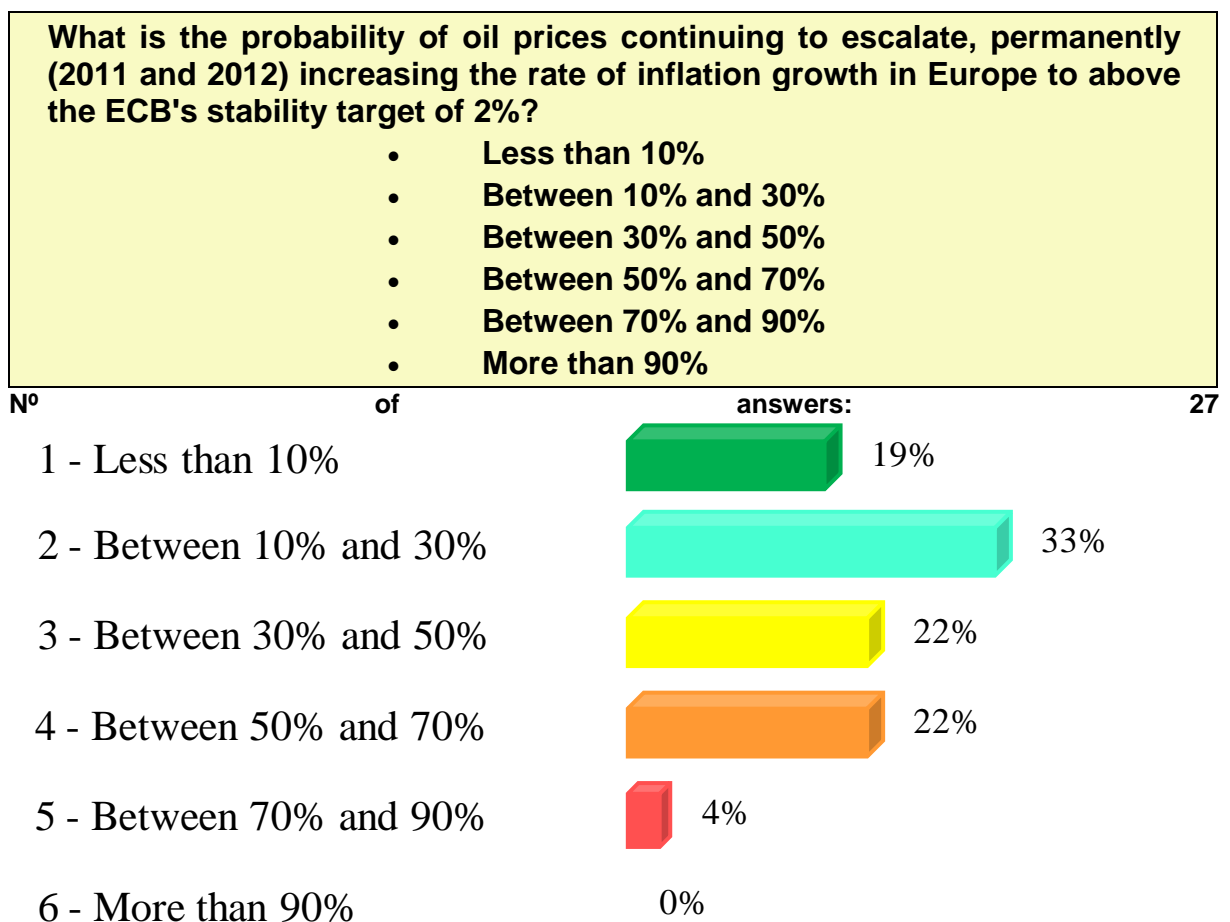 What is the probability of oil prices continuing to escalate, permanently
(2011 and 2012) increasing the rate of inflation growth in Europe to above
the ECB's stability target of 2%?
• Less than 10%
• Between 10% and 30%
• Between 30% and 50%
• Between 50% and 70%
• Between 70% and 90%
• More than 90%
Nº of answers: 27
1 - Less than 10% 19%
2 - Between 10% and 30% 33%
3 - Between 30% and 50% 22%
4 - Between 50% and 70% 22%
5 - Between 70% and 90% 4%
6 - More than 90% 0%